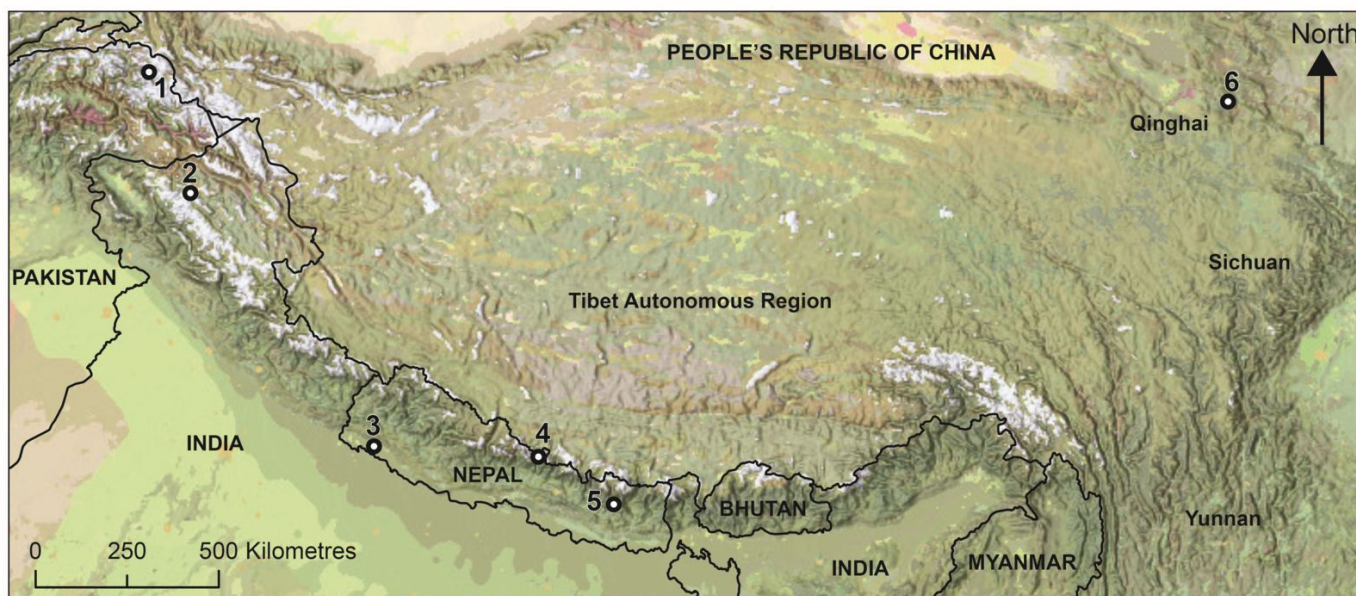 PEOPLE'S REPUBLIC OF CHINA
North
1
6
Qinghai
2
PAKISTAN
Sichuan
Tibet Autonomous Region
3
INDIA
4
NEPAL
5
BHUTAN
Yunnan
0 250 500 Kilometres
INDIA
MYANMAR